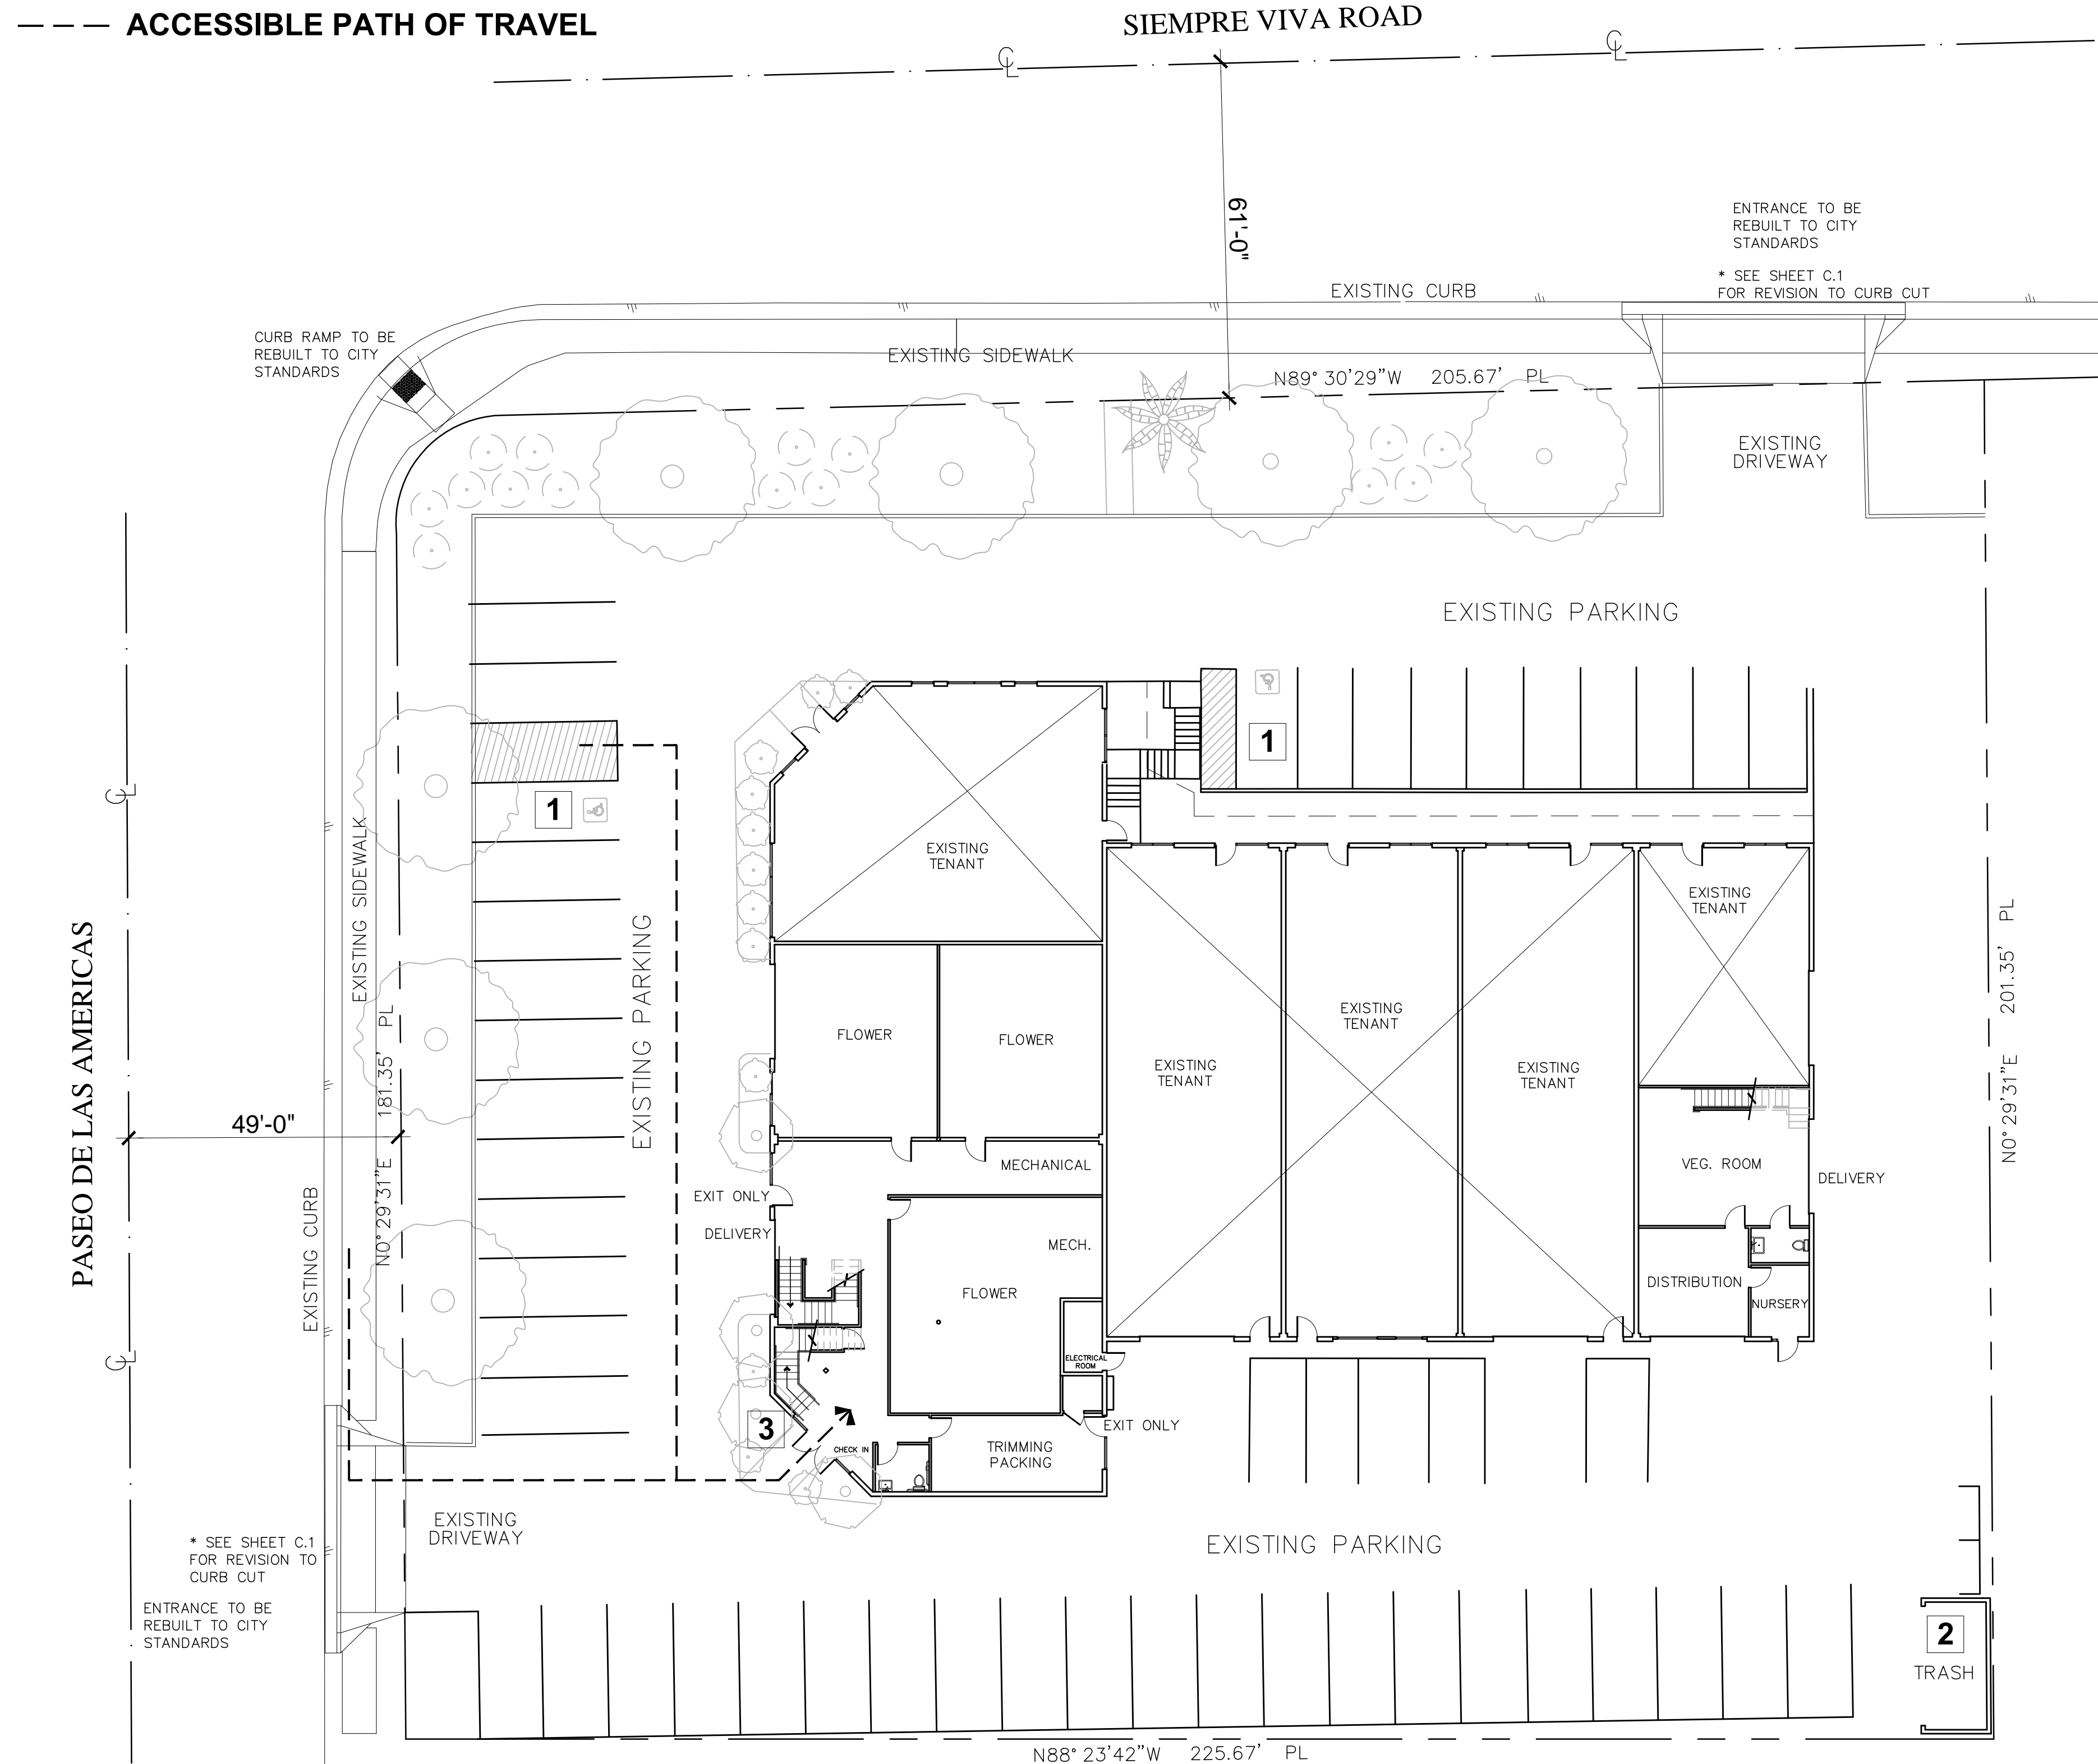 ACCESSIBLE PATH OF TRAVEL
SIEMPRE VIVA ROAD
CL
CL
61'-0"
ENTRANCE TO BE
REBUILT TO CITY
STANDARDS
* SEE SHEET C.1
FOR REVISION TO CURB CUT
EXISTING CURB
CURB RAMP TO BE
REBUILT TO CITY
STANDARDS
EXISTING SIDEWALK
N89° 30'29"W 205.67' PL
EXISTING
DRIVEWAY
EXISTING PARKING
1
1
CL
EXISTING SIDEWALK
EXISTING
TENANT
EXISTING
TENANT
EXISTING PARKING
PASEO DE LAS AMERICAS
N0° 29'31"E 181.35' PL
N0° 29'31"E 201.35' PL
FLOWER
FLOWER
EXISTING
TENANT
EXISTING
TENANT
EXISTING
TENANT
49'-0"
MECHANICAL
VEG. ROOM
DELIVERY
EXISTING CURB
EXIT ONLY
DELIVERY
MECH.
FLOWER
DISTRIBUTION
NURSERY
CL
ELECTRICAL
ROOM
3
CHECK IN
TRIMMING
PACKING
EXIT ONLY
EXISTING
DRIVEWAY
EXISTING PARKING
* SEE SHEET C.1
FOR REVISION TO
CURB CUT
ENTRANCE TO BE
REBUILT TO CITY
STANDARDS
2
TRASH
N88° 23'42"W 225.67' PL